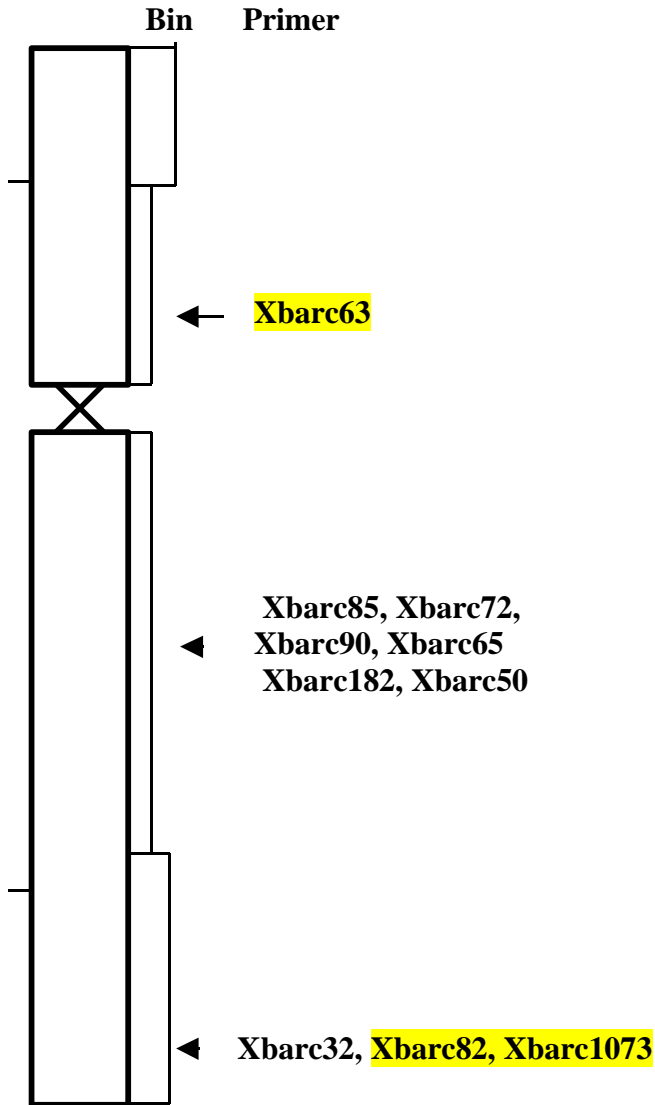 Bin Primer
Xbarc63
Xbarc85, Xbarc72,
Xbarc90, Xbarc65
Xbarc182, Xbarc50
Xbarc32, Xbarc82, Xbarc1073